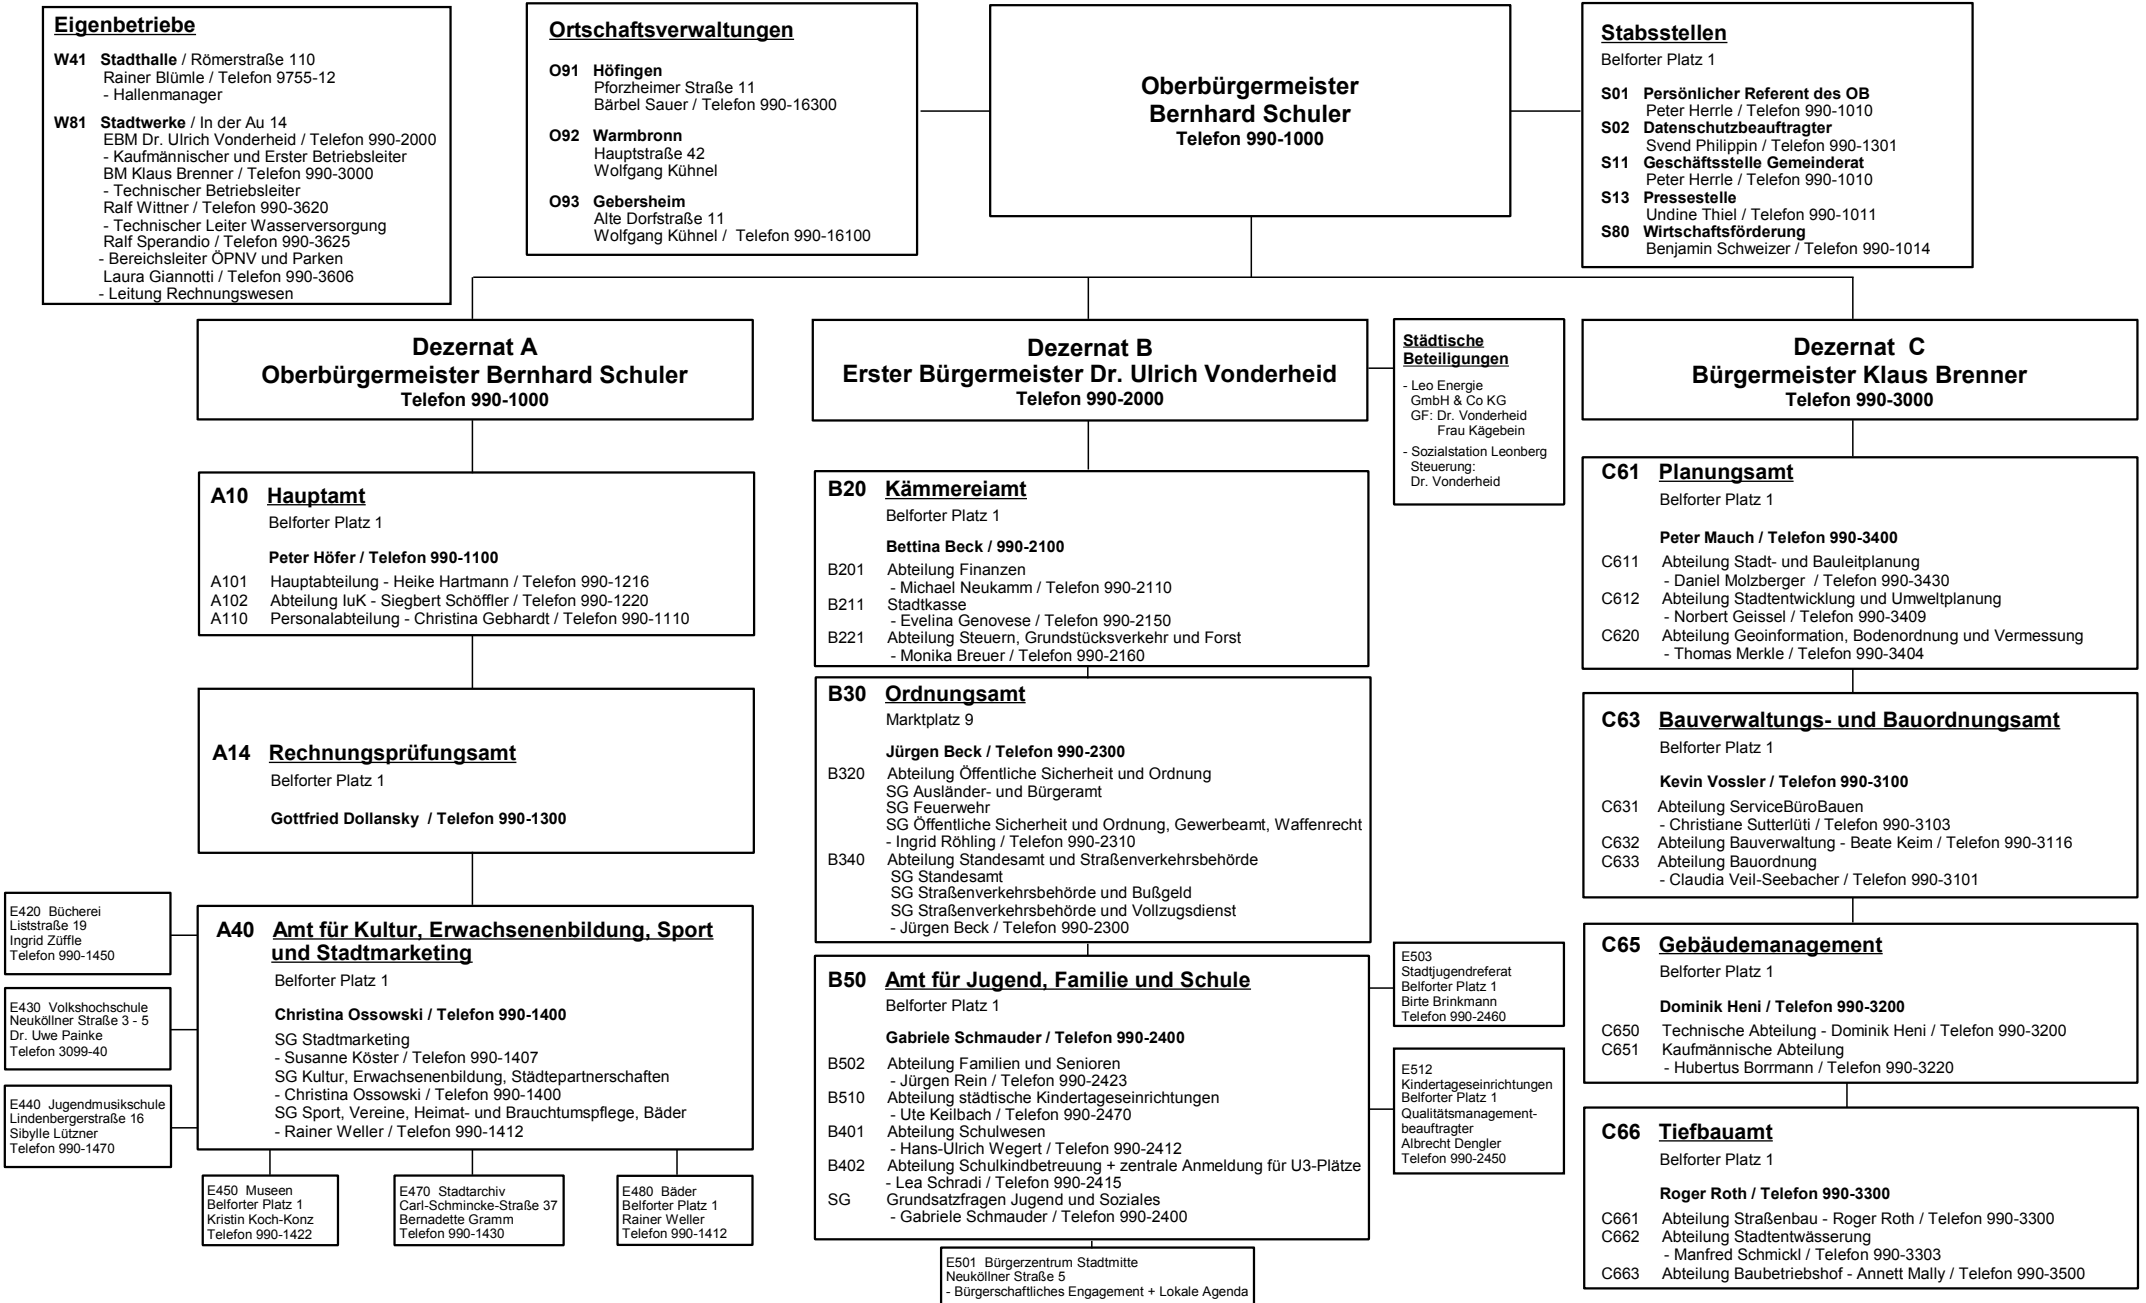 Eigenbetriebe
W41 Stadthalle / Römerstraße 110
Rainer Blümle / Telefon 9755-12
- Hallenmanager
W81 Stadtwerke / In der Au 14
EBM Dr. Ulrich Vonderheid / Telefon 990-2000
- Kaufmännischer und Erster Betriebsleiter
BM Klaus Brenner / Telefon 990-3000
- Technischer Betriebsleiter
Ralf Wittner / Telefon 990-3620
- Technischer Leiter Wasserversorgung
Ralf Sperandio / Telefon 990-3625
- Bereichsleiter ÖPNV und Parken
Laura Giannotti / Telefon 990-3606
- Leitung Rechnungswesen
Ortschaftsverwaltungen
O91 Höfingen
Pforzheimer Straße 11
Bärbel Sauer / Telefon 990-16300
O92 Warmbronn
Hauptstraße 42
Wolfgang Kühnel
O93 Gebersheim
Alte Dorfstraße 11
Wolfgang Kühnel / Telefon 990-16100
Oberbürgermeister
Bernhard Schuler
Telefon 990-1000
Stabsstellen
Belforter Platz 1
S01 Persönlicher Referent des OB
Peter Herrle / Telefon 990-1010
S02 Datenschutzbeauftragter
Svend Philippin / Telefon 990-1301
S11 Geschäftsstelle Gemeinderat
Peter Herrle / Telefon 990-1010
S13 Pressestelle
Undine Thiel / Telefon 990-1011
S80 Wirtschaftsförderung
Benjamin Schweizer / Telefon 990-1014
Dezernat A
Oberbürgermeister Bernhard Schuler
Telefon 990-1000
Dezernat B
Erster Bürgermeister Dr. Ulrich Vonderheid
Telefon 990-2000
Städtische
Beteiligungen
- Leo Energie
GmbH & Co KG
GF: Dr. Vonderheid
Frau Kägebein
- Sozialstation Leonberg
Steuerung:
Dr. Vonderheid
Dezernat C
Bürgermeister Klaus Brenner
Telefon 990-3000
A10 Hauptamt
Belforter Platz 1
Peter Höfer / Telefon 990-1100
A101 Hauptabteilung - Heike Hartmann / Telefon 990-1216
A102 Abteilung IuK - Siegbert Schöffler / Telefon 990-1220
A110 Personalabteilung - Christina Gebhardt / Telefon 990-1110
A14 Rechnungsprüfungsamt
Belforter Platz 1
Gottfried Dollansky / Telefon 990-1300
A40 Amt für Kultur, Erwachsenenbildung, Sport
und Stadtmarketing
Belforter Platz 1
Christina Ossowski / Telefon 990-1400
SG Stadtmarketing
- Susanne Köster / Telefon 990-1407
SG Kultur, Erwachsenenbildung, Städtepartnerschaften
- Christina Ossowski / Telefon 990-1400
SG Sport, Vereine, Heimat- und Brauchtumspflege, Bäder
- Rainer Weller / Telefon 990-1412
E420 Bücherei
Liststraße 19
Ingrid Züffle
Telefon 990-1450
E430 Volkshochschule
Neuköllner Straße 3 - 5
Dr. Uwe Painke
Telefon 3099-40
E440 Jugendmusikschule
Lindenbergerstraße 16
Sibylle Lützner
Telefon 990-1470
E450 Museen
Belforter Platz 1
Kristin Koch-Konz
Telefon 990-1422
E470 Stadtarchiv
Carl-Schmincke-Straße 37
Bernadette Gramm
Telefon 990-1430
E480 Bäder
Belforter Platz 1
Rainer Weller
Telefon 990-1412
B20 Kämmereiamt
Belforter Platz 1
Bettina Beck / 990-2100
B201 Abteilung Finanzen
- Michael Neukamm / Telefon 990-2110
B211 Stadtkasse
- Evelina Genovese / Telefon 990-2150
B221 Abteilung Steuern, Grundstücksverkehr und Forst
- Monika Breuer / Telefon 990-2160
B30 Ordnungsamt
Marktplatz 9
Jürgen Beck / Telefon 990-2300
B320 Abteilung Öffentliche Sicherheit und Ordnung
SG Ausländer- und Bürgeramt
SG Feuerwehr
SG Öffentliche Sicherheit und Ordnung, Gewerbeamt, Waffenrecht
- Ingrid Röhling / Telefon 990-2310
B340 Abteilung Standesamt und Straßenverkehrsbehörde
SG Standesamt
SG Straßenverkehrsbehörde und Bußgeld
SG Straßenverkehrsbehörde und Vollzugsdienst
- Jürgen Beck / Telefon 990-2300
B50 Amt für Jugend, Familie und Schule
Belforter Platz 1
Gabriele Schmauder / Telefon 990-2400
B502 Abteilung Familien und Senioren
- Jürgen Rein / Telefon 990-2423
B510 Abteilung städtische Kindertageseinrichtungen
- Ute Keilbach / Telefon 990-2470
B401 Abteilung Schulwesen
- Hans-Ulrich Wegert / Telefon 990-2412
B402 Abteilung Schulkindbetreuung + zentrale Anmeldung für U3-Plätze
- Lea Schradi / Telefon 990-2415
SG Grundsatzfragen Jugend und Soziales
- Gabriele Schmauder / Telefon 990-2400
E503
Stadtjugendreferat
Belforter Platz 1
Birte Brinkmann
Telefon 990-2460
E512
Kindertageseinrichtungen
Belforter Platz 1
Qualitätsmanagement-
beauftragter
Albrecht Dengler
Telefon 990-2450
E501 Bürgerzentrum Stadtmitte
Neuköllner Straße 5
- Bürgerschaftliches Engagement + Lokale Agenda
C61 Planungsamt
Belforter Platz 1
Peter Mauch / Telefon 990-3400
C611 Abteilung Stadt- und Bauleitplanung
- Daniel Molzberger / Telefon 990-3430
C612 Abteilung Stadtentwicklung und Umweltplanung
- Norbert Geissel / Telefon 990-3409
C620 Abteilung Geoinformation, Bodenordnung und Vermessung
- Thomas Merkle / Telefon 990-3404
C63 Bauverwaltungs- und Bauordnungsamt
Belforter Platz 1
Kevin Vossler / Telefon 990-3100
C631 Abteilung ServiceBüroBauen
- Christiane Sutterlüti / Telefon 990-3103
C632 Abteilung Bauverwaltung - Beate Keim / Telefon 990-3116
C633 Abteilung Bauordnung
- Claudia Veil-Seebacher / Telefon 990-3101
C65 Gebäudemanagement
Belforter Platz 1
Dominik Heni / Telefon 990-3200
C650 Technische Abteilung - Dominik Heni / Telefon 990-3200
C651 Kaufmännische Abteilung
- Hubertus Borrmann / Telefon 990-3220
C66 Tiefbauamt
Belforter Platz 1
Roger Roth / Telefon 990-3300
C661 Abteilung Straßenbau - Roger Roth / Telefon 990-3300
C662 Abteilung Stadtentwässerung
- Manfred Schmickl / Telefon 990-3303
C663 Abteilung Baubetriebshof - Annett Mally / Telefon 990-3500